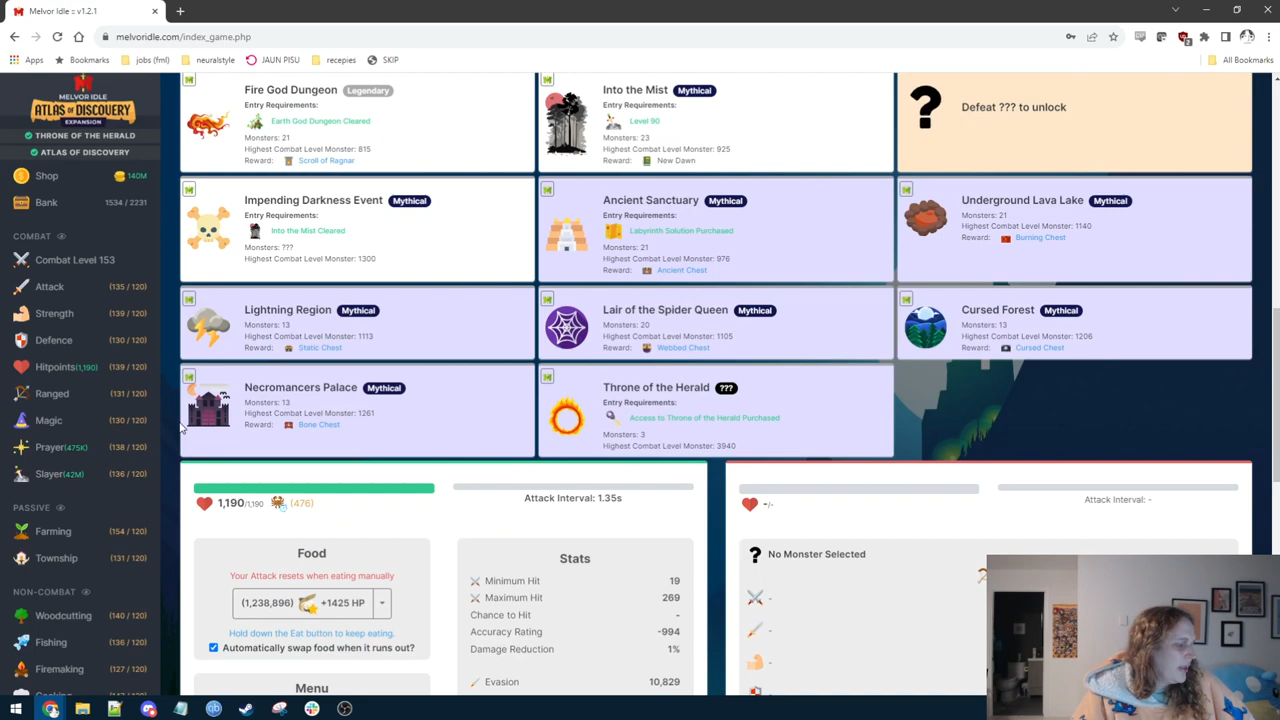 Melvor Idle :: v1.2.1
melvoridle.com/index_game.php
Apps
Bookmarks
jobs (fml)
neuralstyle
JAUN PISU
recepies
SKIP
All Bookmarks
MELVOR IDLE
ATLAS OF DISCOVERY
EXPANSION
THRONE OF THE HERALD
ATLAS OF DISCOVERY
Shop 140M
Bank 1534 / 2231
COMBAT
Combat Level 153
Attack (135 / 120)
Strength (139 / 120)
Defence (130 / 120)
Hitpoints(1,190) (139 / 120)
Ranged (131 / 120)
Magic (130 / 120)
Prayer(475K) (138 / 120)
Slayer(42M) (136 / 120)
PASSIVE
Farming (154 / 120)
Township (131 / 120)
NON-COMBAT
Woodcutting (140 / 120)
Fishing (136 / 120)
Firemaking (127 / 120)
Fire God Dungeon Legendary
Entry Requirements:
Earth God Dungeon Cleared
Monsters: 21
Highest Combat Level Monster: 815
Reward: Scroll of Ragnar
Into the Mist Mythical
Entry Requirements:
Level 90
Monsters: 23
Highest Combat Level Monster: 925
Reward: New Dawn
Defeat ??? to unlock
Impending Darkness Event Mythical
Entry Requirements:
Into the Mist Cleared
Monsters: ???
Highest Combat Level Monster: 1300
Ancient Sanctuary Mythical
Entry Requirements:
Labyrinth Solution Purchased
Monsters: 21
Highest Combat Level Monster: 976
Reward: Ancient Chest
Underground Lava Lake Mythical
Monsters: 21
Highest Combat Level Monster: 1140
Reward: Burning Chest
Lightning Region Mythical
Monsters: 13
Highest Combat Level Monster: 1113
Reward: Static Chest
Lair of the Spider Queen Mythical
Monsters: 20
Highest Combat Level Monster: 1105
Reward: Webbed Chest
Cursed Forest Mythical
Monsters: 13
Highest Combat Level Monster: 1206
Reward: Cursed Chest
Necromancers Palace Mythical
Monsters: 13
Highest Combat Level Monster: 1261
Reward: Bone Chest
Throne of the Herald ???
Entry Requirements:
Access to Throne of the Herald Purchased
Monsters: 3
Highest Combat Level Monster: 3940
1,190/1,190 (476)
Attack Interval: 1.35s
Food
Your Attack resets when eating manually
(1,238,896) +1425 HP
Hold down the Eat button to keep eating.
Automatically swap food when it runs out?
Menu
Stats
Minimum Hit 19
Maximum Hit 269
Chance to Hit -
Accuracy Rating -994
Damage Reduction 1%
Evasion 10,829
-/-
Attack Interval: -
? No Monster Selected
-
-
-